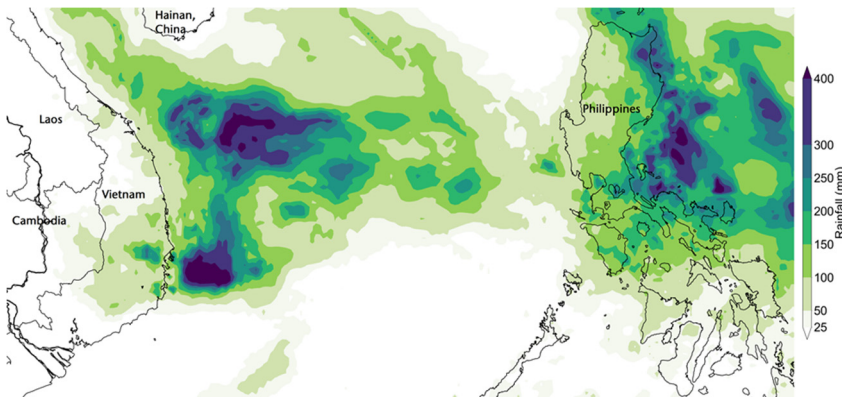 Hainan,
China
Laos
Vietnam
Cambodia
Philippines
400
300
250
200
150
100
50
25
Rainfall (mm)